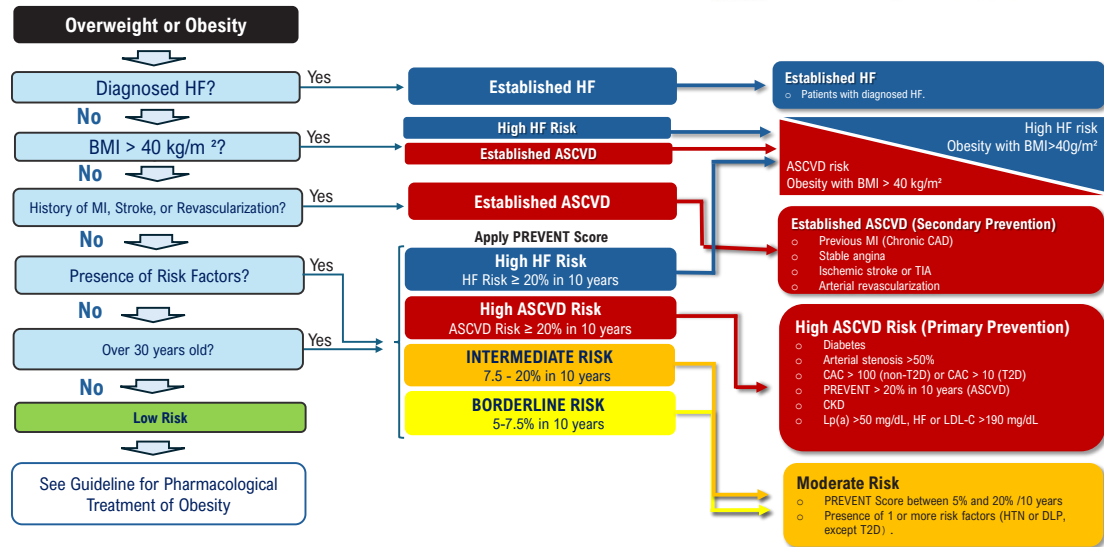 Overweight or Obesity
Diagnosed HF?
Yes
No
BMI > 40 kg/m ²?
Yes
No
History of MI, Stroke, or Revascularization?
Yes
No
Presence of Risk Factors?
Yes
No
Over 30 years old?
Yes
No
Low Risk
See Guideline for Pharmacological
Treatment of Obesity
Established HF
High HF Risk
Established ASCVD
Established ASCVD
Apply PREVENT Score
High HF Risk
HF Risk ≥ 20% in 10 years
High ASCVD Risk
ASCVD Risk ≥ 20% in 10 years
INTERMEDIATE RISK
7.5 - 20% in 10 years
BORDERLINE RISK
5-7.5% in 10 years
Established HF
○ Patients with diagnosed HF.
High HF risk
Obesity with BMI>40g/m²
ASCVD risk
Obesity with BMI > 40 kg/m²
Established ASCVD (Secondary Prevention)
○ Previous MI (Chronic CAD)
○ Stable angina
○ Ischemic stroke or TIA
○ Arterial revascularization
High ASCVD Risk (Primary Prevention)
○ Diabetes
○ Arterial stenosis >50%
○ CAC > 100 (non-T2D) or CAC > 10 (T2D)
○ PREVENT > 20% in 10 years (ASCVD)
○ CKD
○ Lp(a) >50 mg/dL, HF or LDL-C >190 mg/dL
Moderate Risk
○ PREVENT Score between 5% and 20% /10 years
○ Presence of 1 or more risk factors (HTN or DLP,
except T2D) .